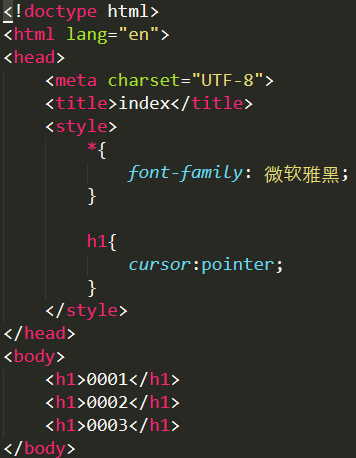 <!doctype html>
<html lang="en">
<head>
    <meta charset="UTF-8">
    <title>index</title>
    <style>
        *{
            font-family: 微软雅黑;
        }

        h1{
            cursor:pointer;
        }
    </style>
</head>
<body>
    <h1>0001</h1>
    <h1>0002</h1>
    <h1>0003</h1>
</body>